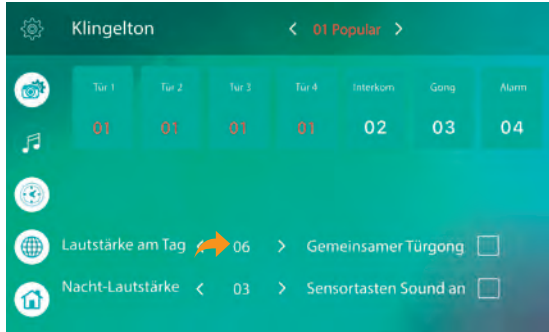 Klingelton < 01 Popular >
Tür 1 Tür 2 Tür 3 Tür 4 Interkom Gong Alarm
01 01 01 01 02 03 04
Lautstärke am Tag < 06 > Gemeinsamer Türgong
Nacht-Lautstärke < 03 > Sensortasten Sound an